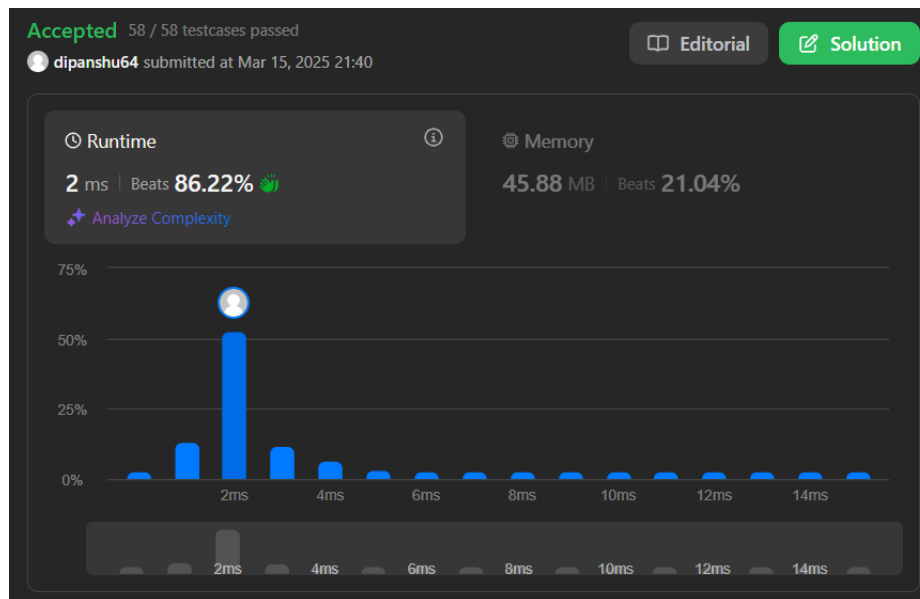 Accepted 58 / 58 testcases passed
Editorial
Solution
dipanshu64 submitted at Mar 15, 2025 21:40
Runtime
2 ms | Beats 86.22%
Analyze Complexity
Memory
45.88 MB | Beats 21.04%
75%
50%
25%
0%
2ms 4ms 6ms 8ms 10ms 12ms 14ms
2ms 4ms 6ms 8ms 10ms 12ms 14ms